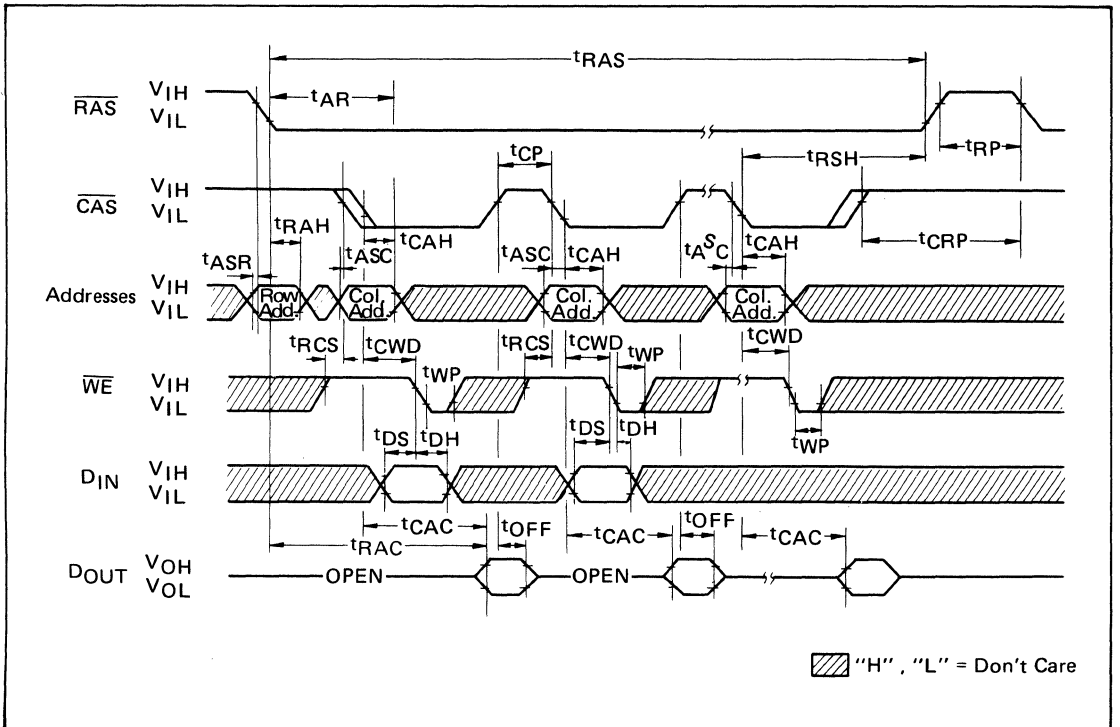 tRAS
RAS VIH VIL
tAR
tCP
tRSH
tRP
CAS VIH VIL
tRAH
tCAH
tASC
tASR
tASC
tCAH
tASC
tCAH
tCRP
Addresses VIH VIL
Row Add.
Col. Add.
Col. Add.
Col. Add.
tRCS
tCWD
tWP
tRCS
tCWD
tWP
tCWD
WE VIH VIL
tDS
tDH
tDS
tDH
tWP
DIN VIH VIL
tCAC
tOFF
tCAC
tOFF
tCAC
tRAC
DOUT VOH VOL
OPEN
OPEN
"H" , "L" = Don't Care